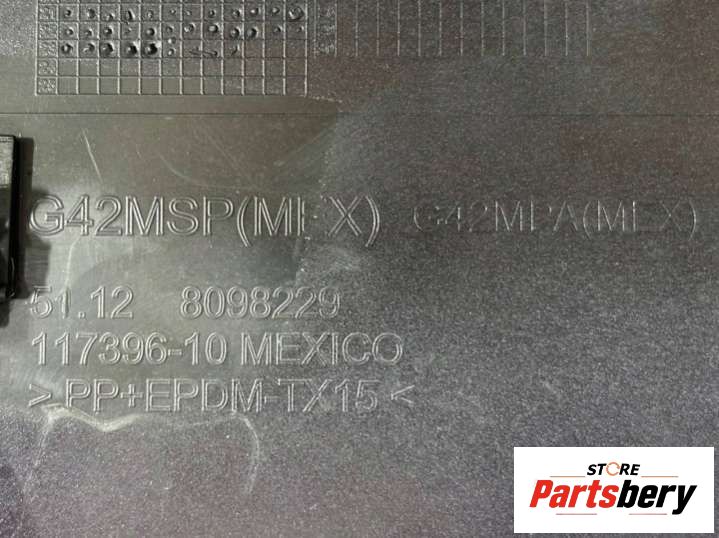 G42MSP(MEX) G42MPA(MEX)
51.12 8098229
117396-10 MEXICO
> PP+EPDM-TX15 <
STORE
Partsbery